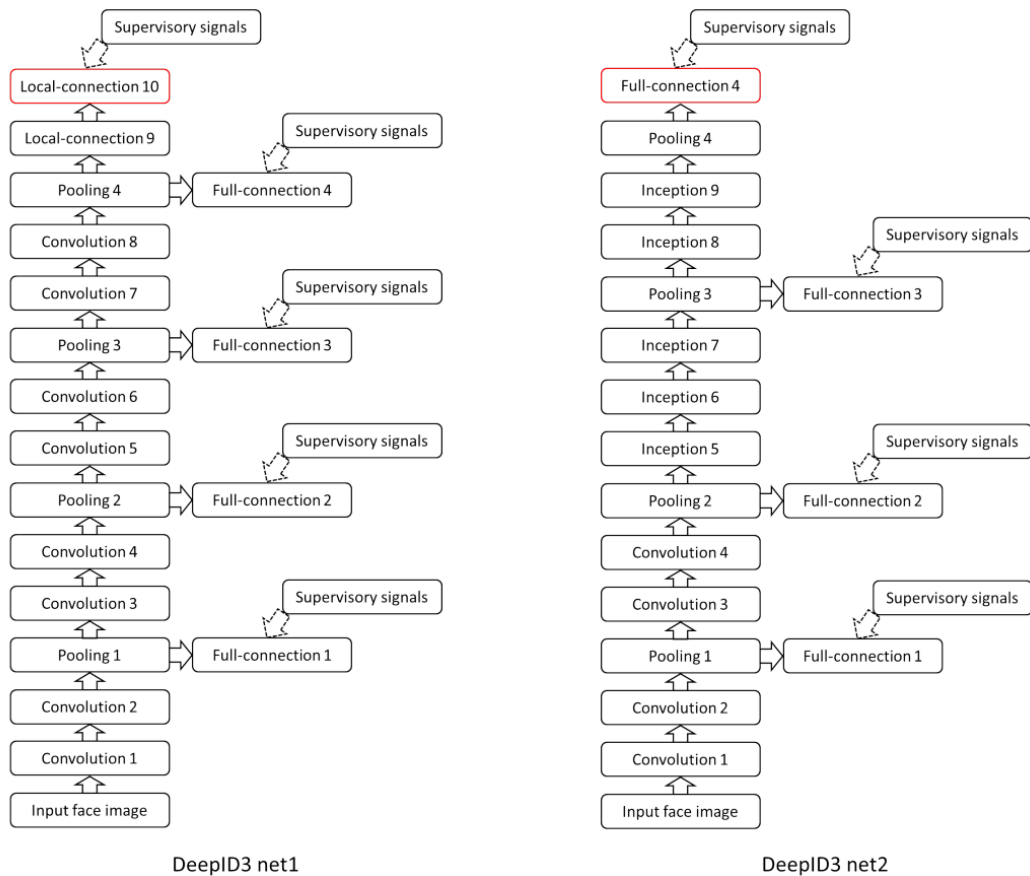 Supervisory signals
Local-connection 10
Local-connection 9
Supervisory signals
Pooling 4
Full-connection 4
Convolution 8
Convolution 7
Supervisory signals
Pooling 3
Full-connection 3
Convolution 6
Convolution 5
Supervisory signals
Pooling 2
Full-connection 2
Convolution 4
Convolution 3
Supervisory signals
Pooling 1
Full-connection 1
Convolution 2
Convolution 1
Input face image
DeepID3 net1
Supervisory signals
Full-connection 4
Pooling 4
Inception 9
Inception 8
Supervisory signals
Pooling 3
Full-connection 3
Inception 7
Inception 6
Inception 5
Supervisory signals
Pooling 2
Full-connection 2
Convolution 4
Convolution 3
Supervisory signals
Pooling 1
Full-connection 1
Convolution 2
Convolution 1
Input face image
DeepID3 net2